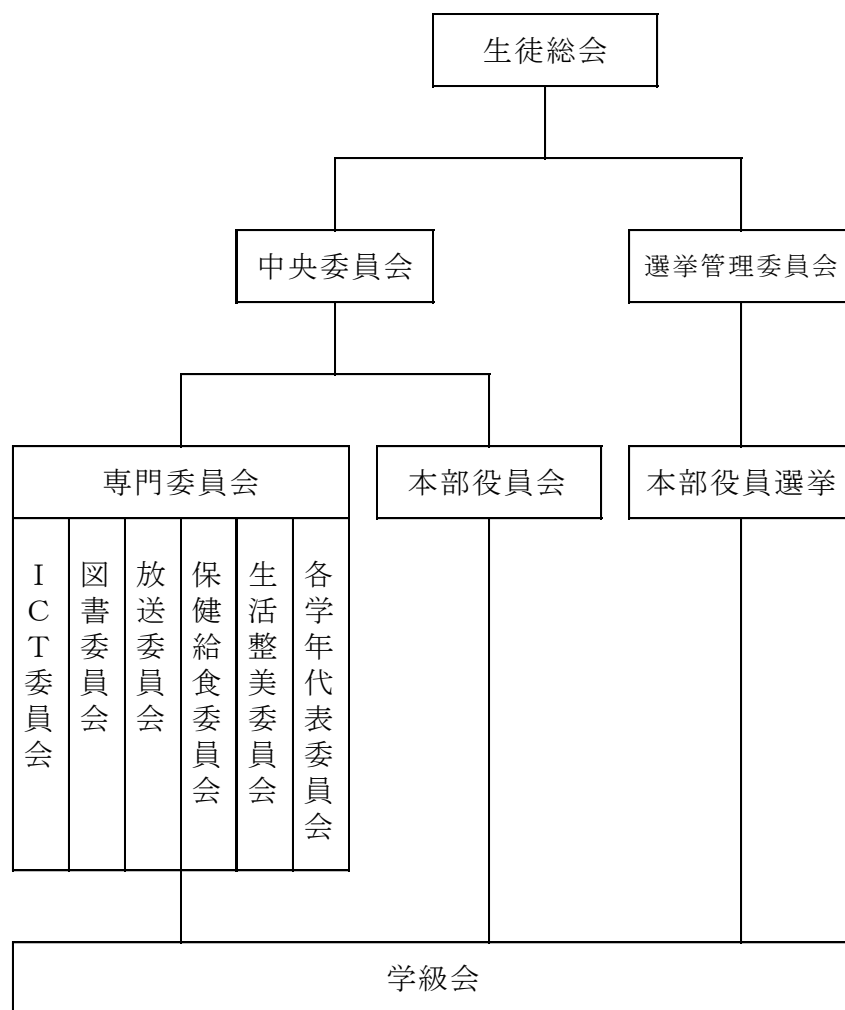 生徒総会
中央委員会
選挙管理委員会
専門委員会
本部役員会
本部役員選挙
ICT委員会
図書委員会
放送委員会
保健給食委員会
生活整美委員会
各学年代表委員会
学級会